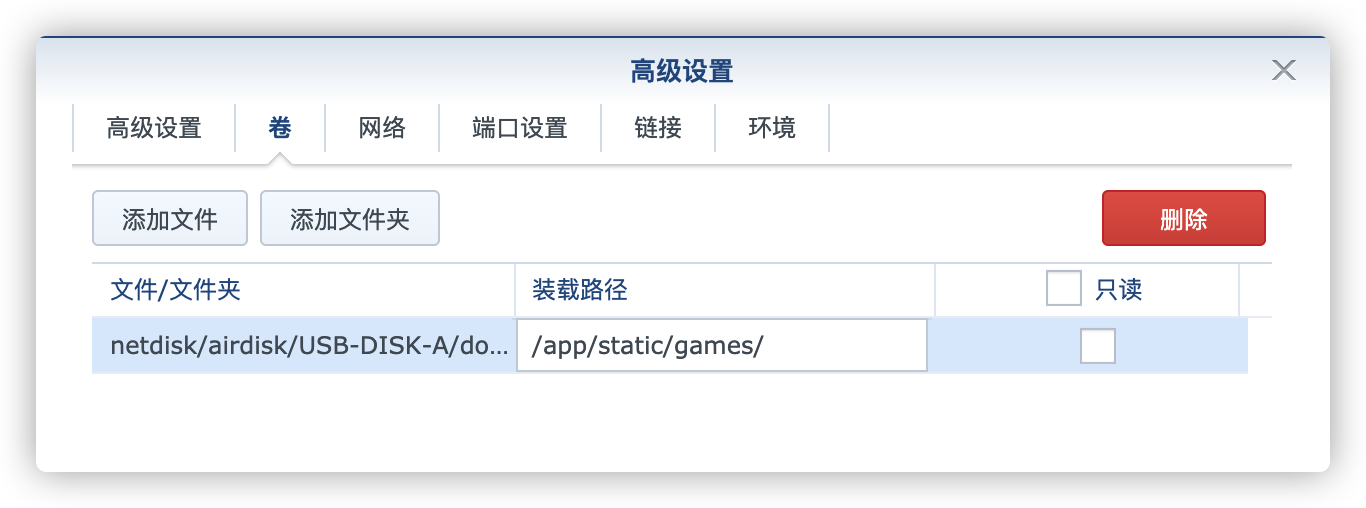 高级设置
高级设置 卷 网络 端口设置 链接 环境
添加文件 添加文件夹 删除
文件/文件夹 装载路径 只读
netdisk/airdisk/USB-DISK-A/do... /app/static/games/